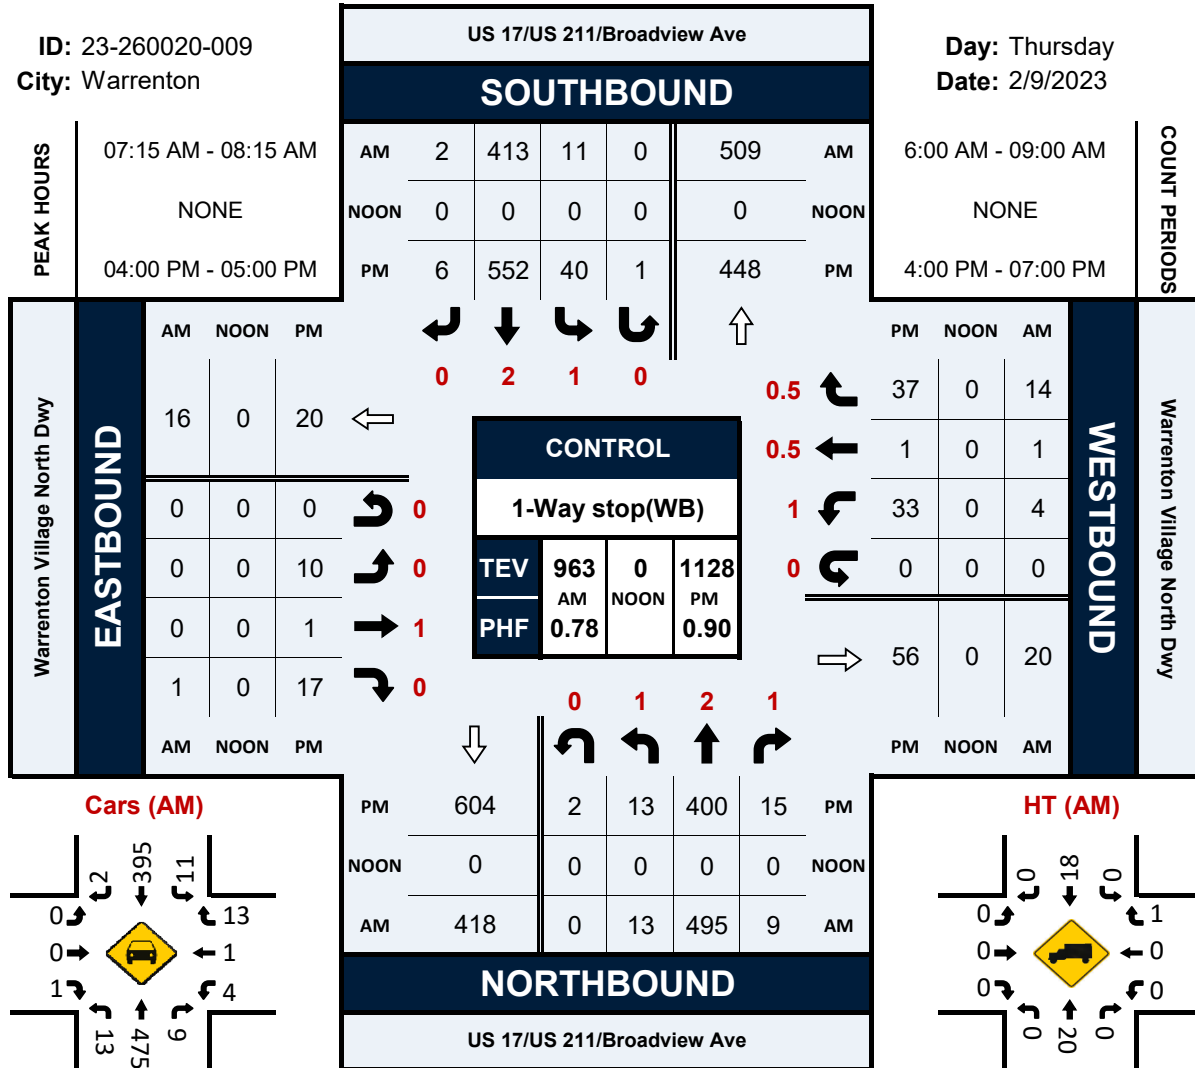 US 17/US 211/Broadview Ave
ID: 23-260020-009
City: Warrenton
Day: Thursday
Date: 2/9/2023
SOUTHBOUND
PEAK HOURS
07:15 AM - 08:15 AM
NONE
04:00 PM - 05:00 PM
AM 2 413 11 0 509 AM
NOON 0 0 0 0 0 NOON
PM 6 552 40 1 448 PM
6:00 AM - 09:00 AM
NONE
4:00 PM - 07:00 PM
COUNT PERIODS
0 2 1 0
Warrenton Village North Dwy
EASTBOUND
AM NOON PM
16 0 20
0 0 0 0
0 0 10 0
0 0 1 1
1 0 17 0
AM NOON PM
CONTROL
1-Way stop(WB)
TEV 963 0 1128
AM NOON PM
PHF 0.78 0.90
PM NOON AM
0.5 37 0 14
0.5 1 0 1
1 33 0 4
0 0 0 0
56 0 20
PM NOON AM
WESTBOUND
Warrenton Village North Dwy
0 1 2 1
PM 604 2 13 400 15 PM
NOON 0 0 0 0 0 NOON
AM 418 0 13 495 9 AM
NORTHBOUND
US 17/US 211/Broadview Ave
Cars (AM)
2 395 11
0 13
0 1
1 4
13 475 9
HT (AM)
0 18 0
0 1
0 0
0 0
0 20 0